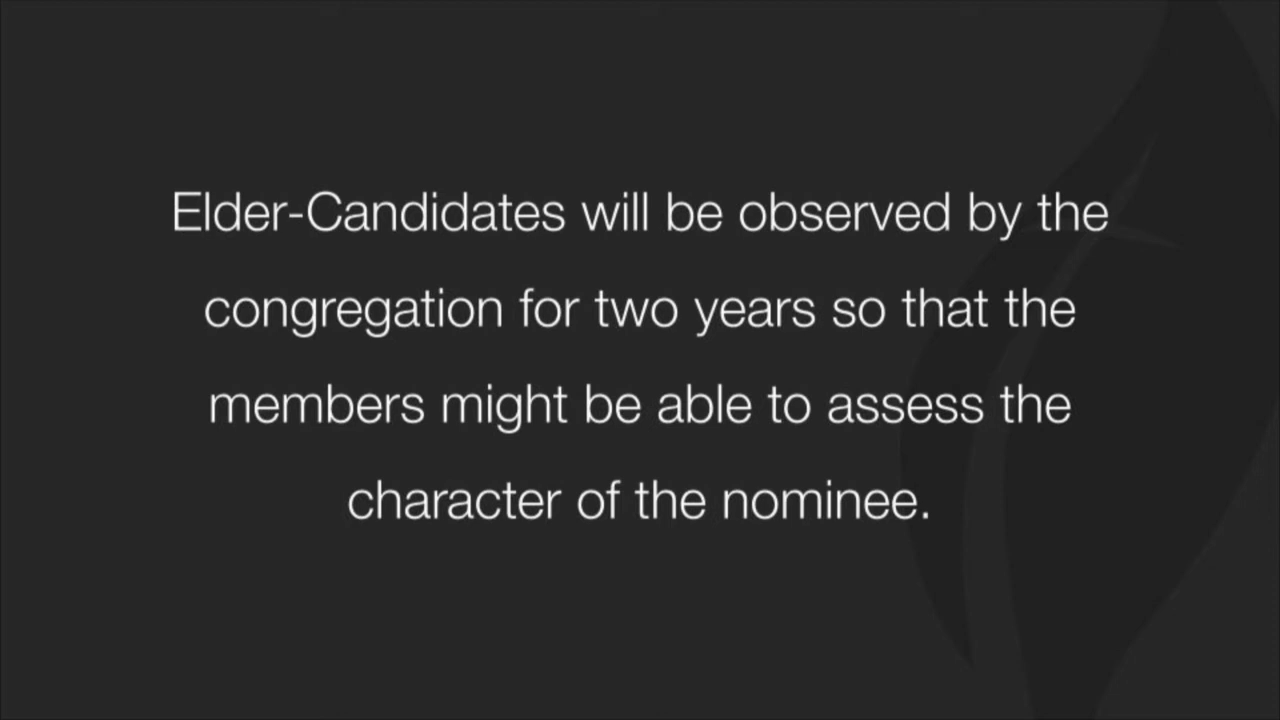 Elder-Candidates will be observed by the
congregation for two years so that the
members might be able to assess the
character of the nominee.